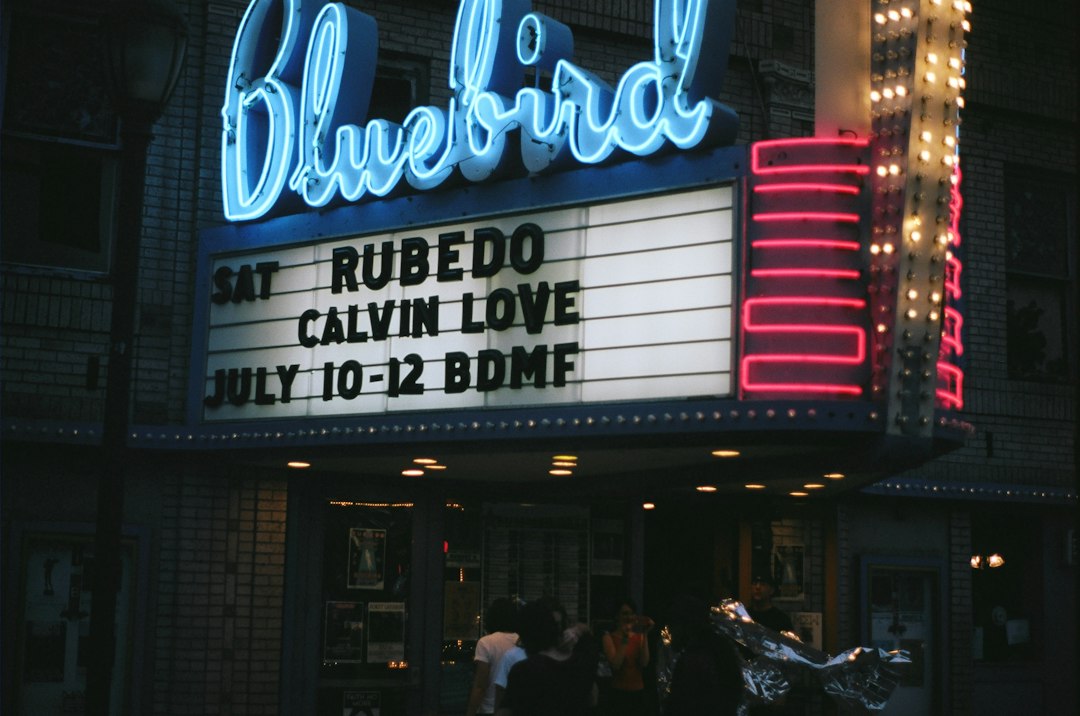 Bluebird
SAT RUBEDO
CALVIN LOVE
JULY 10-12 BDMF